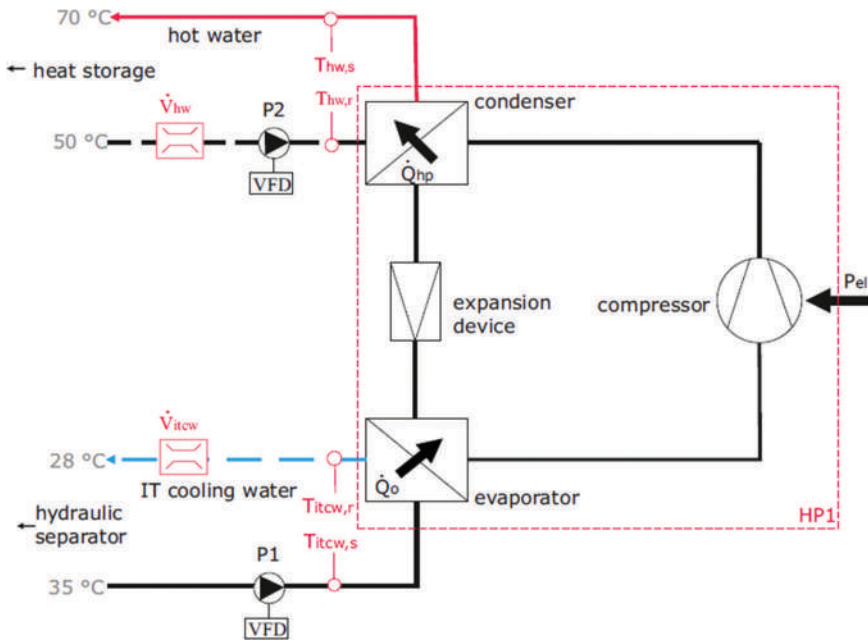 70 °C
hot water
← heat storage
Thw,s
Thw,r
V̇hw
P2
condenser
50 °C
VFD
Q̇hp
expansion
device
compressor
Pel
V̇itcw
28 °C
IT cooling water
Q̇o
evaporator
← hydraulic
separator
Titcw,r
HP1
P1
Titcw,s
35 °C
VFD